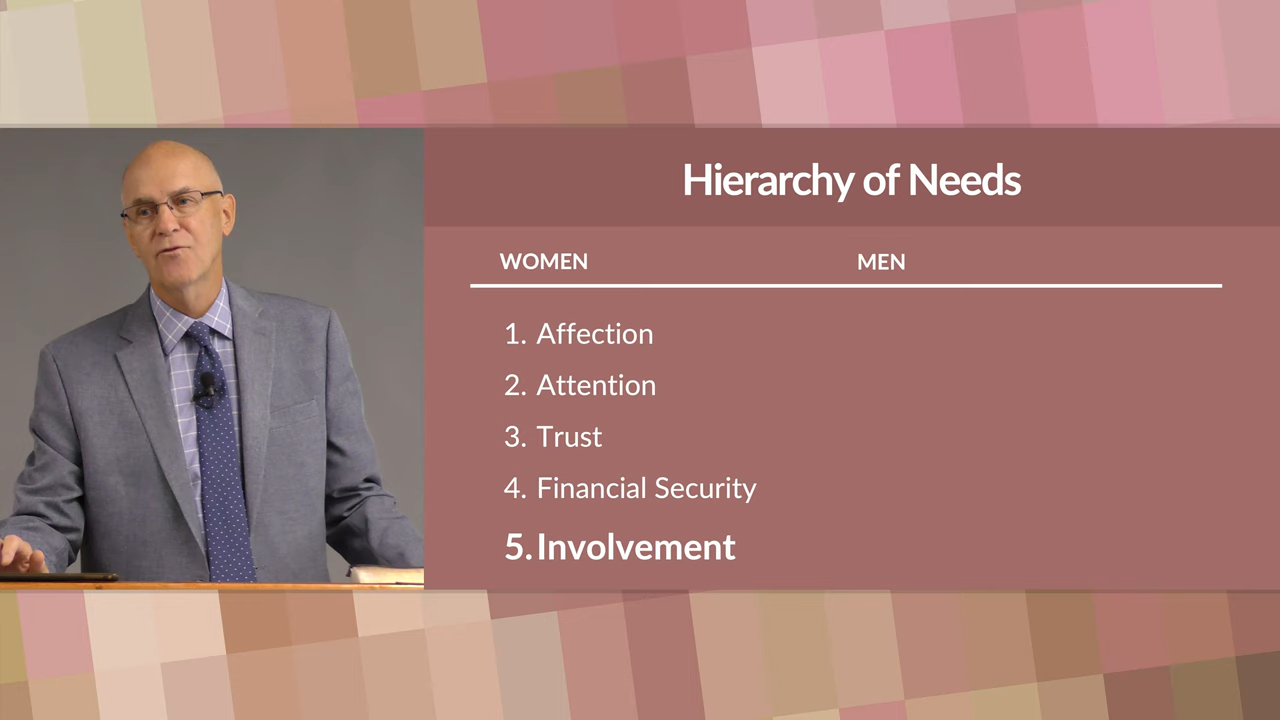 Hierarchy of Needs
WOMEN MEN
1. Affection
2. Attention
3. Trust
4. Financial Security
5. Involvement